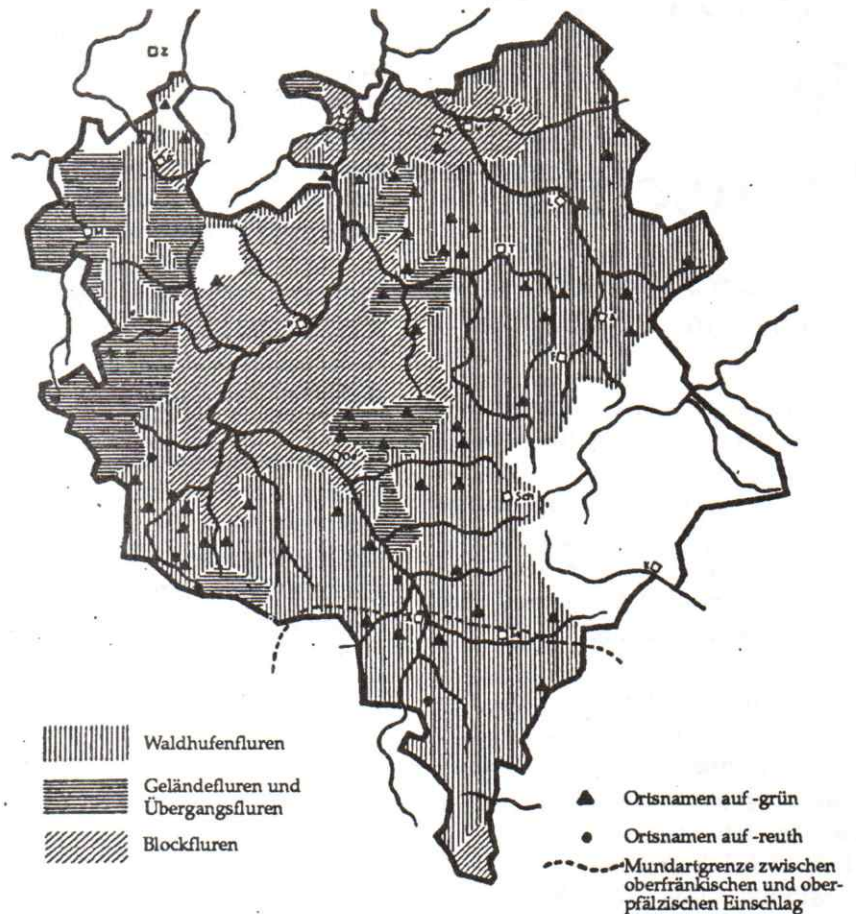 Z
M
P
T
L
A
F
Waldhufenfluren
Geländefluren und
Übergangsfluren
Blockfluren
Ortsnamen auf -grün
Ortsnamen auf -reuth
Mundartgrenze zwischen
oberfränkischen und ober-
pfälzischen Einschlag